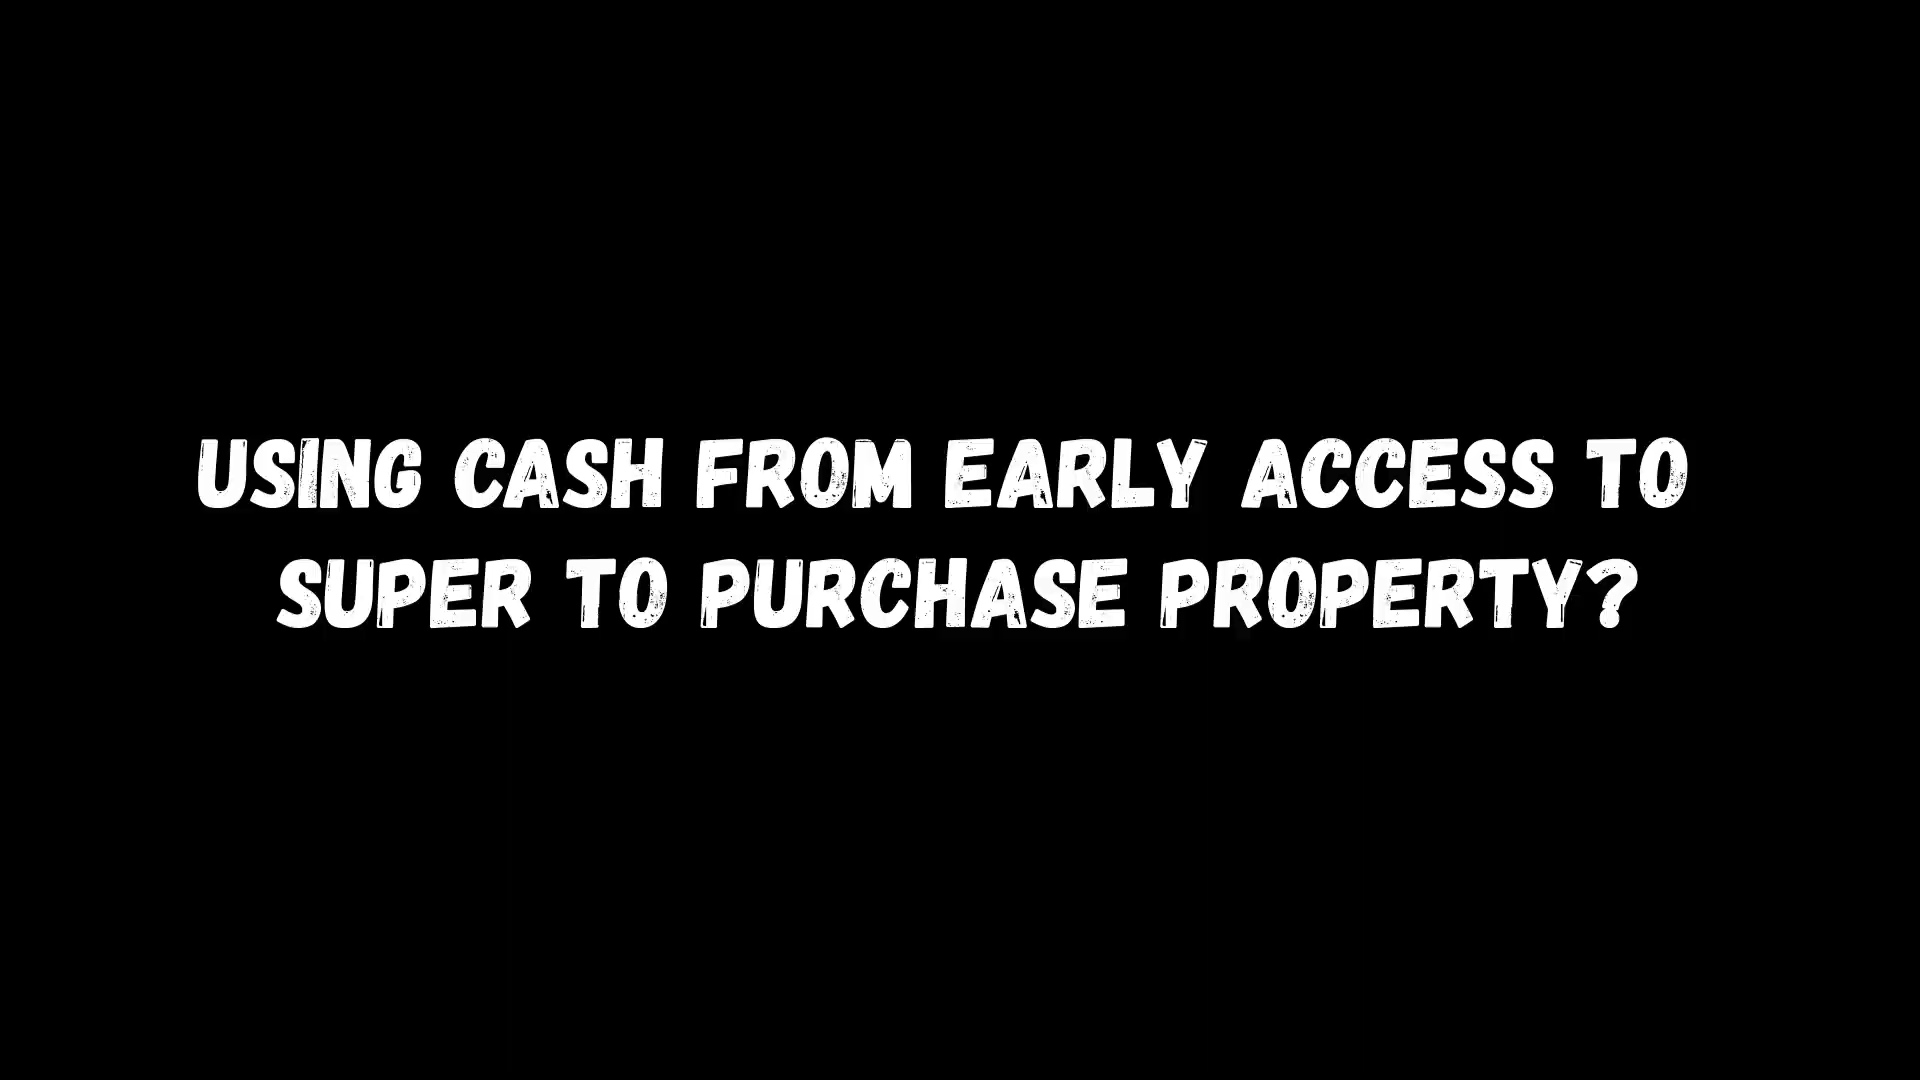 USING CASH FROM EARLY ACCESS TO
SUPER TO PURCHASE PROPERTY?